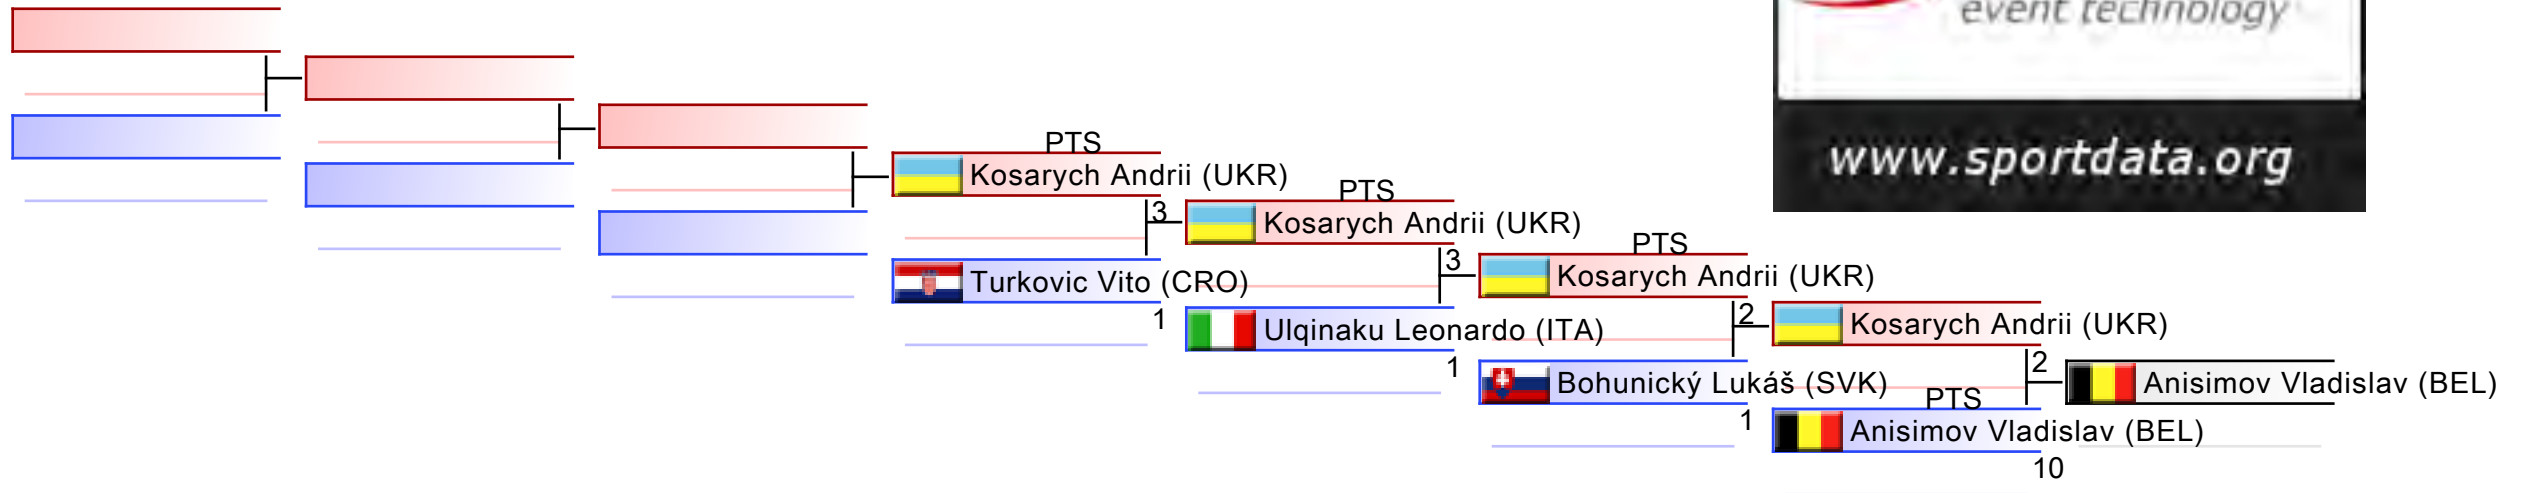 event technology
www.sportdata.org
PTS
Kosarych Andrii (UKR)
3
Turkovic Vito (CRO)
1
PTS
Kosarych Andrii (UKR)
3
Ulqinaku Leonardo (ITA)
1
PTS
Kosarych Andrii (UKR)
2
Bohunický Lukáš (SVK)
1
Kosarych Andrii (UKR)
2
PTS
Anisimov Vladislav (BEL)
10
Anisimov Vladislav (BEL)